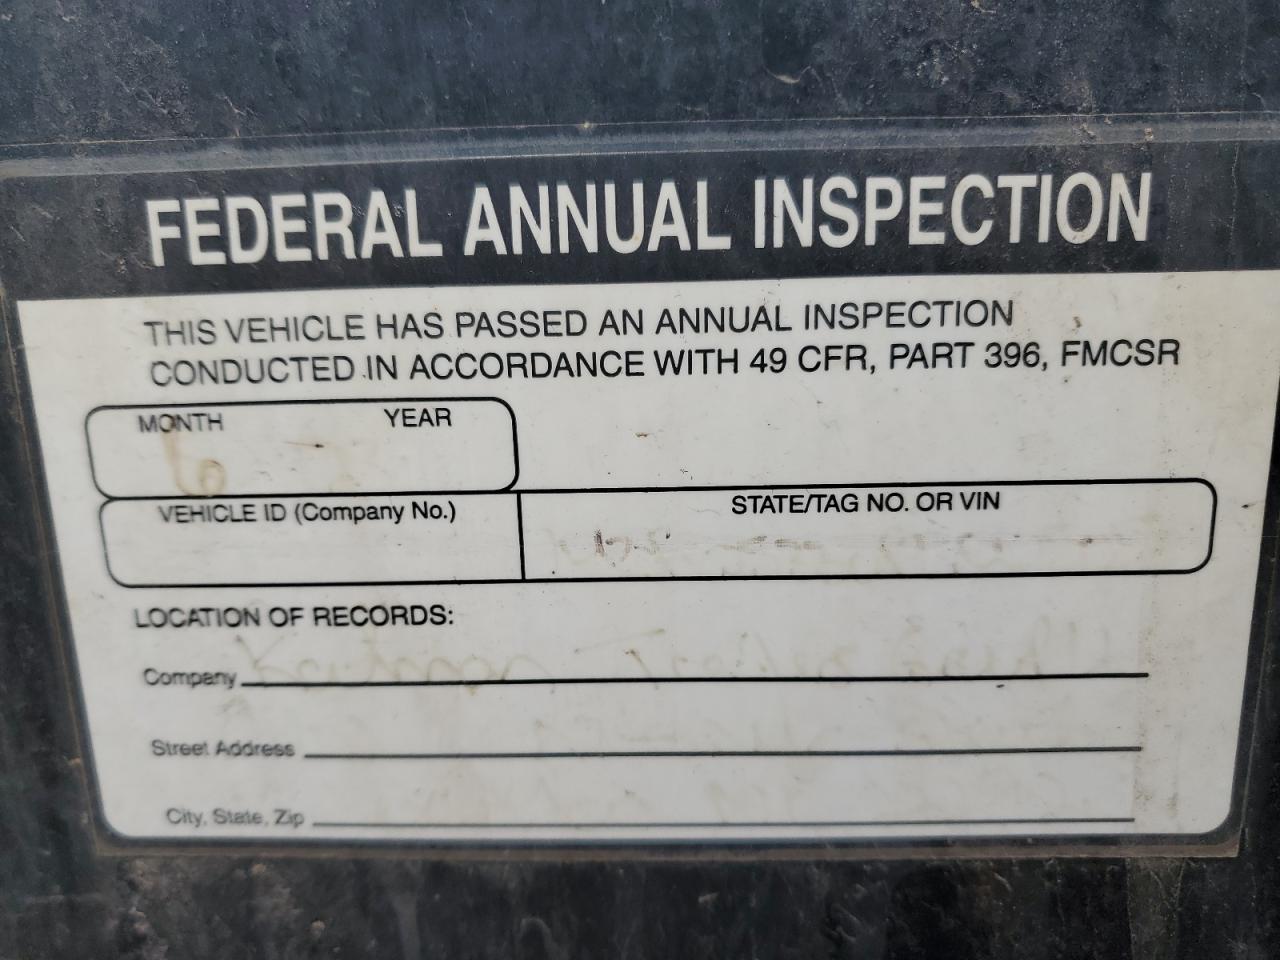 FEDERAL ANNUAL INSPECTION
THIS VEHICLE HAS PASSED AN ANNUAL INSPECTION
CONDUCTED IN ACCORDANCE WITH 49 CFR, PART 396, FMCSR
MONTH YEAR
6
VEHICLE ID (Company No.) STATE/TAG NO. OR VIN
LOCATION OF RECORDS:
Company
Street Address
City, State, Zip